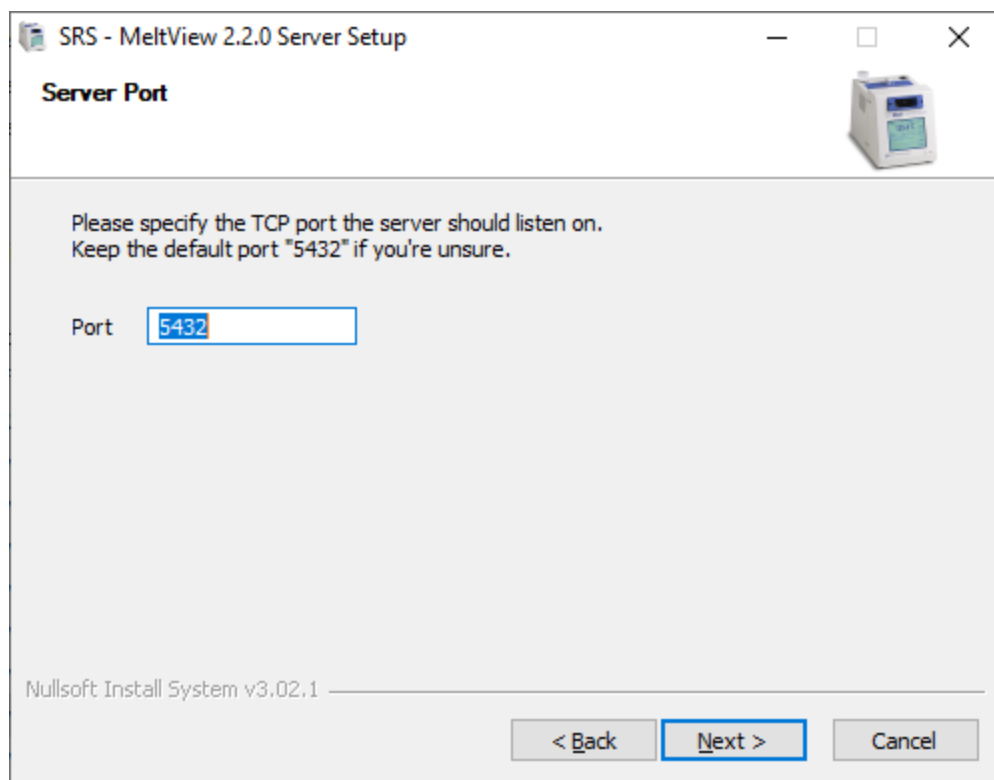 SRS - MeltView 2.2.0 Server Setup
Server Port
Please specify the TCP port the server should listen on.
Keep the default port "5432" if you're unsure.
Port 5432
Nullsoft Install System v3.02.1
< Back Next > Cancel